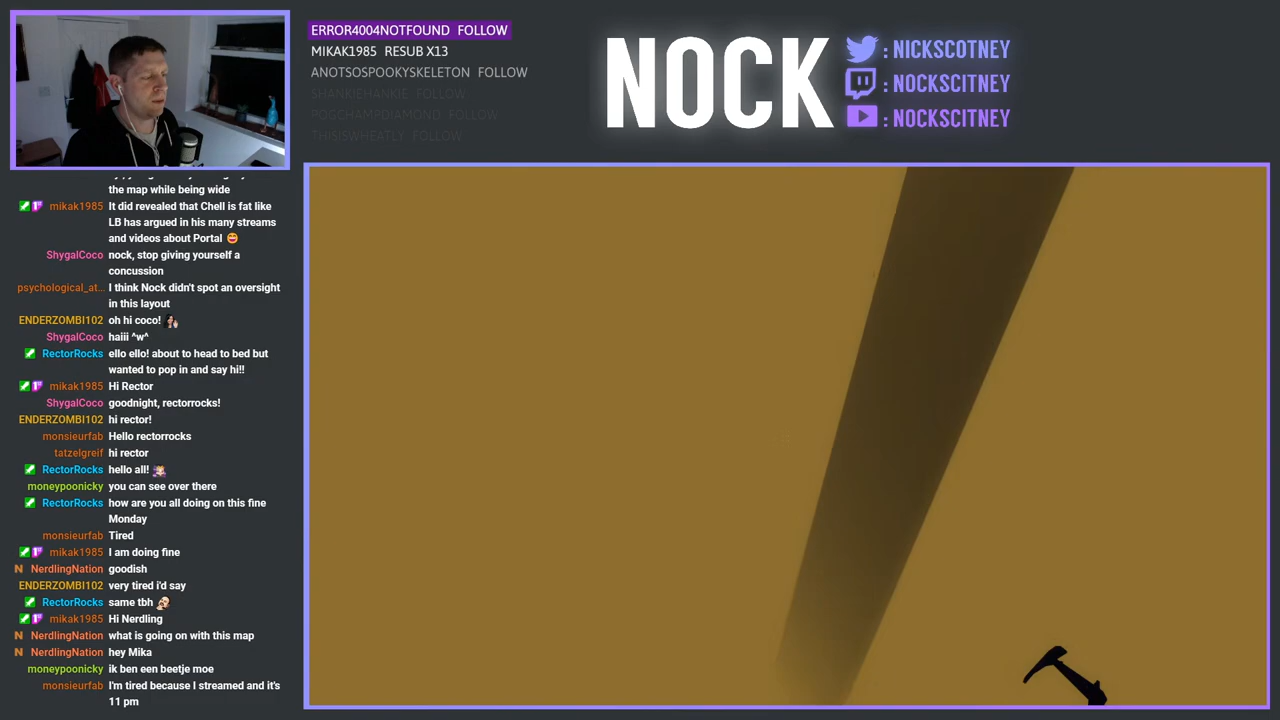 ERROR4004NOTFOUND FOLLOW
MIKAK1985 RESUB X13
ANOTSOSPOOKYSKELETON FOLLOW
SHANKIEHANKIE FOLLOW
POGCHAMPDIAMOND FOLLOW
THISISWHEATLY FOLLOW
NOCK
: NICKSCOTNEY
: NOCKSCITNEY
: NOCKSCITNEY
the map while being wide
mikak1985 It did revealed that Chell is fat like
LB has argued in his many streams
and videos about Portal
ShygalCoco nock, stop giving yourself a
concussion
psychological_at... I think Nock didn't spot an oversight
in this layout
ENDERZOMBI102 oh hi coco!
ShygalCoco haiii ^w^
RectorRocks ello ello! about to head to bed but
wanted to pop in and say hi!!
mikak1985 Hi Rector
ShygalCoco goodnight, rectorrocks!
ENDERZOMBI102 hi rector!
monsieurfab Hello rectorrocks
tatzelgreif hi rector
RectorRocks hello all!
moneypoonicky you can see over there
RectorRocks how are you all doing on this fine
Monday
monsieurfab Tired
mikak1985 I am doing fine
N NerdlingNation goodish
ENDERZOMBI102 very tired i'd say
RectorRocks same tbh
mikak1985 Hi Nerdling
N NerdlingNation what is going on with this map
N NerdlingNation hey Mika
moneypoonicky ik ben een beetje moe
monsieurfab I'm tired because I streamed and it's
11 pm